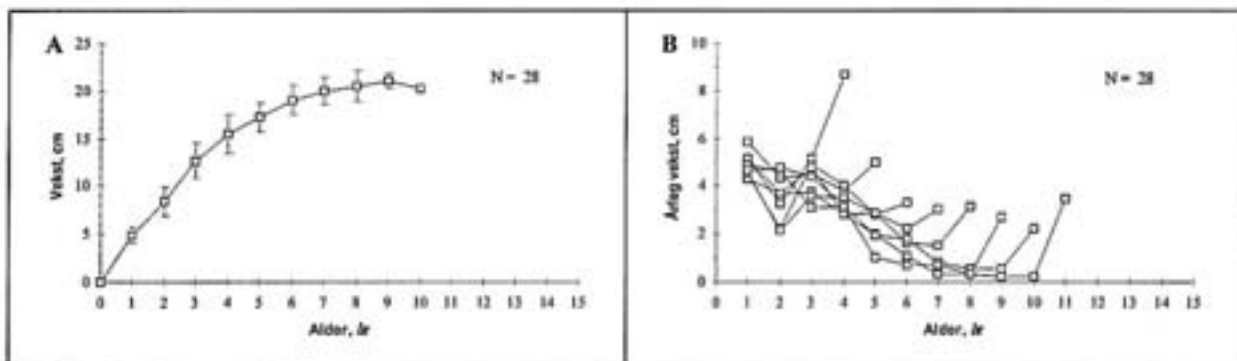 A
N = 28
Vekst, cm
25
20
15
10
5
0
0 1 2 3 4 5 6 7 8 9 10 11 12 13 14 15
Alder, år
B
N = 28
Årleg vekst, cm
10
8
6
4
2
0
0 1 2 3 4 5 6 7 8 9 10 11 12 13 14 15
Alder, år